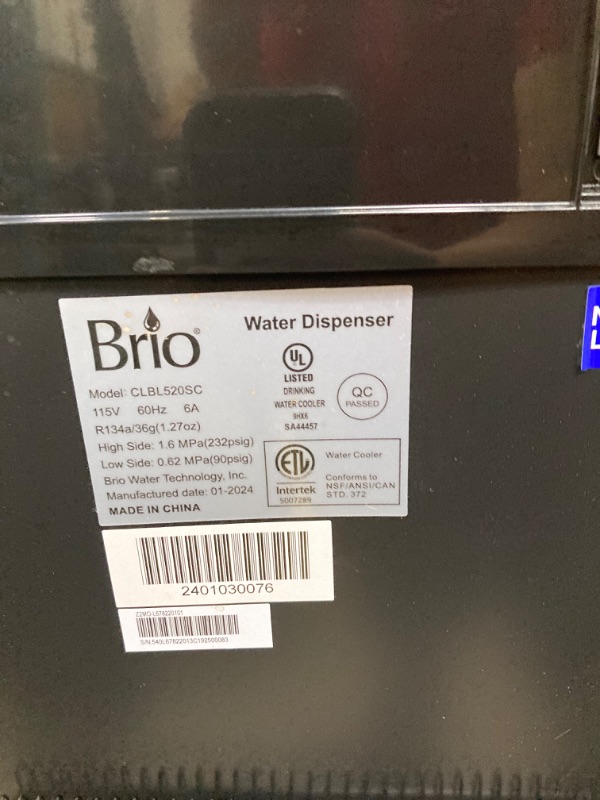 Brio®
Water Dispenser
Model: CLBL520SC
115V 60Hz 6A
R134a/36g(1.27oz)
High Side: 1.6 MPa(232psig)
Low Side: 0.62 MPa(90psig)
Brio Water Technology, Inc.
Manufactured date: 01-2024
MADE IN CHINA
UL
LISTED
DRINKING
WATER COOLER
9HX6
SA44457
QC
PASSED
ETL
Intertek
5007289
Water Cooler
Conforms to
NSF/ANSI/CAN
STD. 372
2401030076